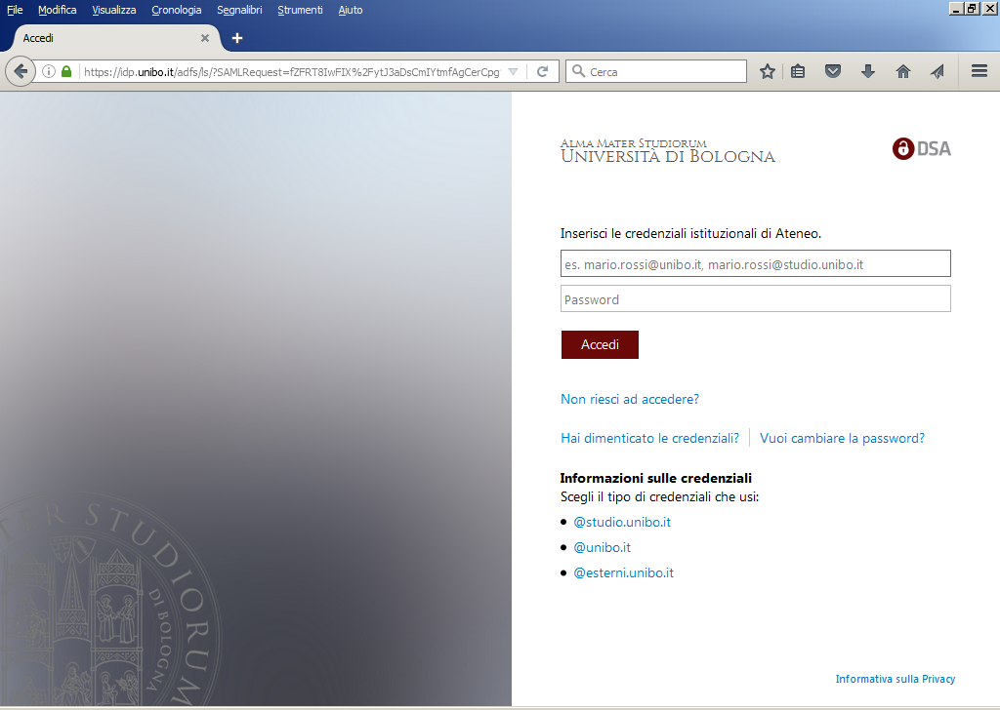 File Modifica Visualizza Cronologia Segnalibri Strumenti Aiuto
Accedi
https://idp.unibo.it/adfs/ls/?SAMLRequest=fZFRT8IwFIX%2FytJ3aDsCmIYtmfAgCerCpg
Cerca
Alma Mater Studiorum
Università di Bologna
DSA
Inserisci le credenziali istituzionali di Ateneo.
es. mario.rossi@unibo.it, mario.rossi@studio.unibo.it
Password
Accedi
Non riesci ad accedere?
Hai dimenticato le credenziali? Vuoi cambiare la password?
Informazioni sulle credenziali
Scegli il tipo di credenziali che usi:
@studio.unibo.it
@unibo.it
@esterni.unibo.it
TER STUDIORUM
DI BOLOGNA
Informativa sulla Privacy